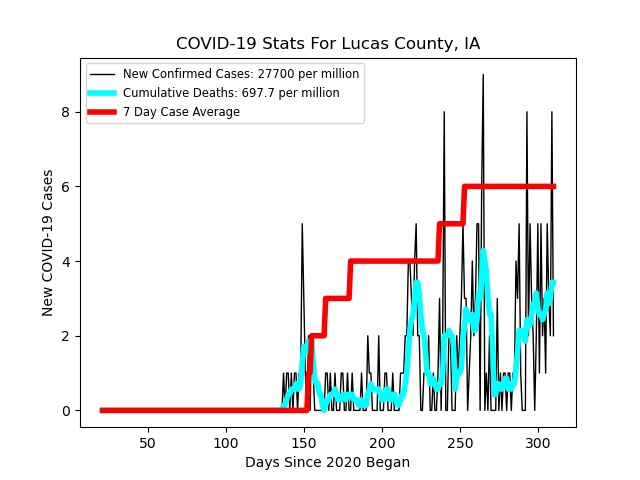 COVID-19 Stats For Lucas County, IA
New Confirmed Cases: 27700 per million
Cumulative Deaths: 697.7 per million
7 Day Case Average
New COVID-19 Cases
8
6
4
2
0
50 100 150 200 250 300
Days Since 2020 Began